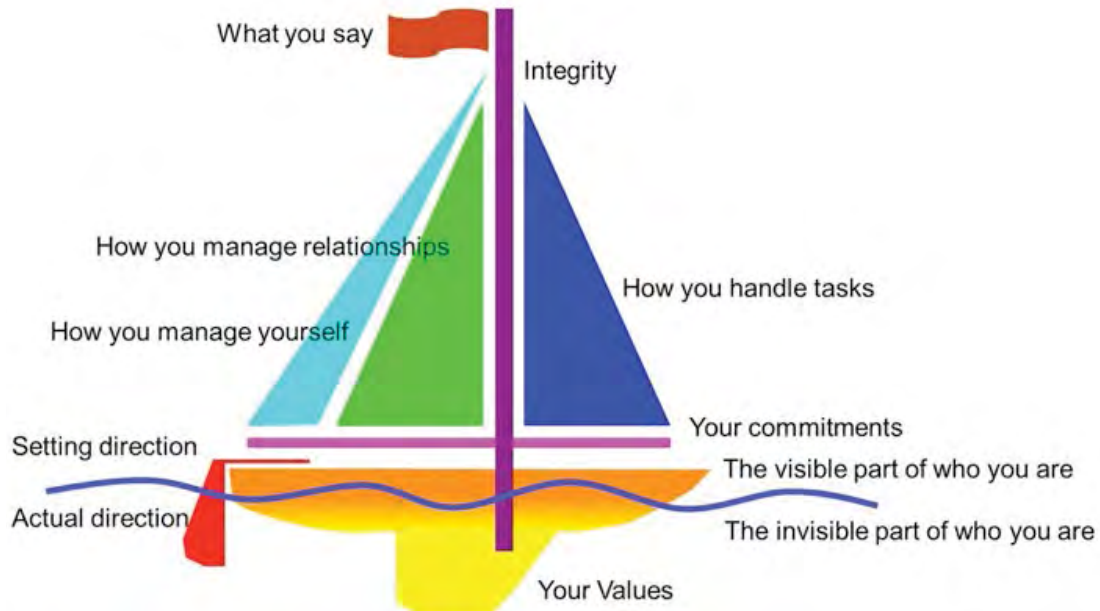 What you say
Integrity
How you manage relationships
How you handle tasks
How you manage yourself
Your commitments
Setting direction
The visible part of who you are
Actual direction
The invisible part of who you are
Your Values